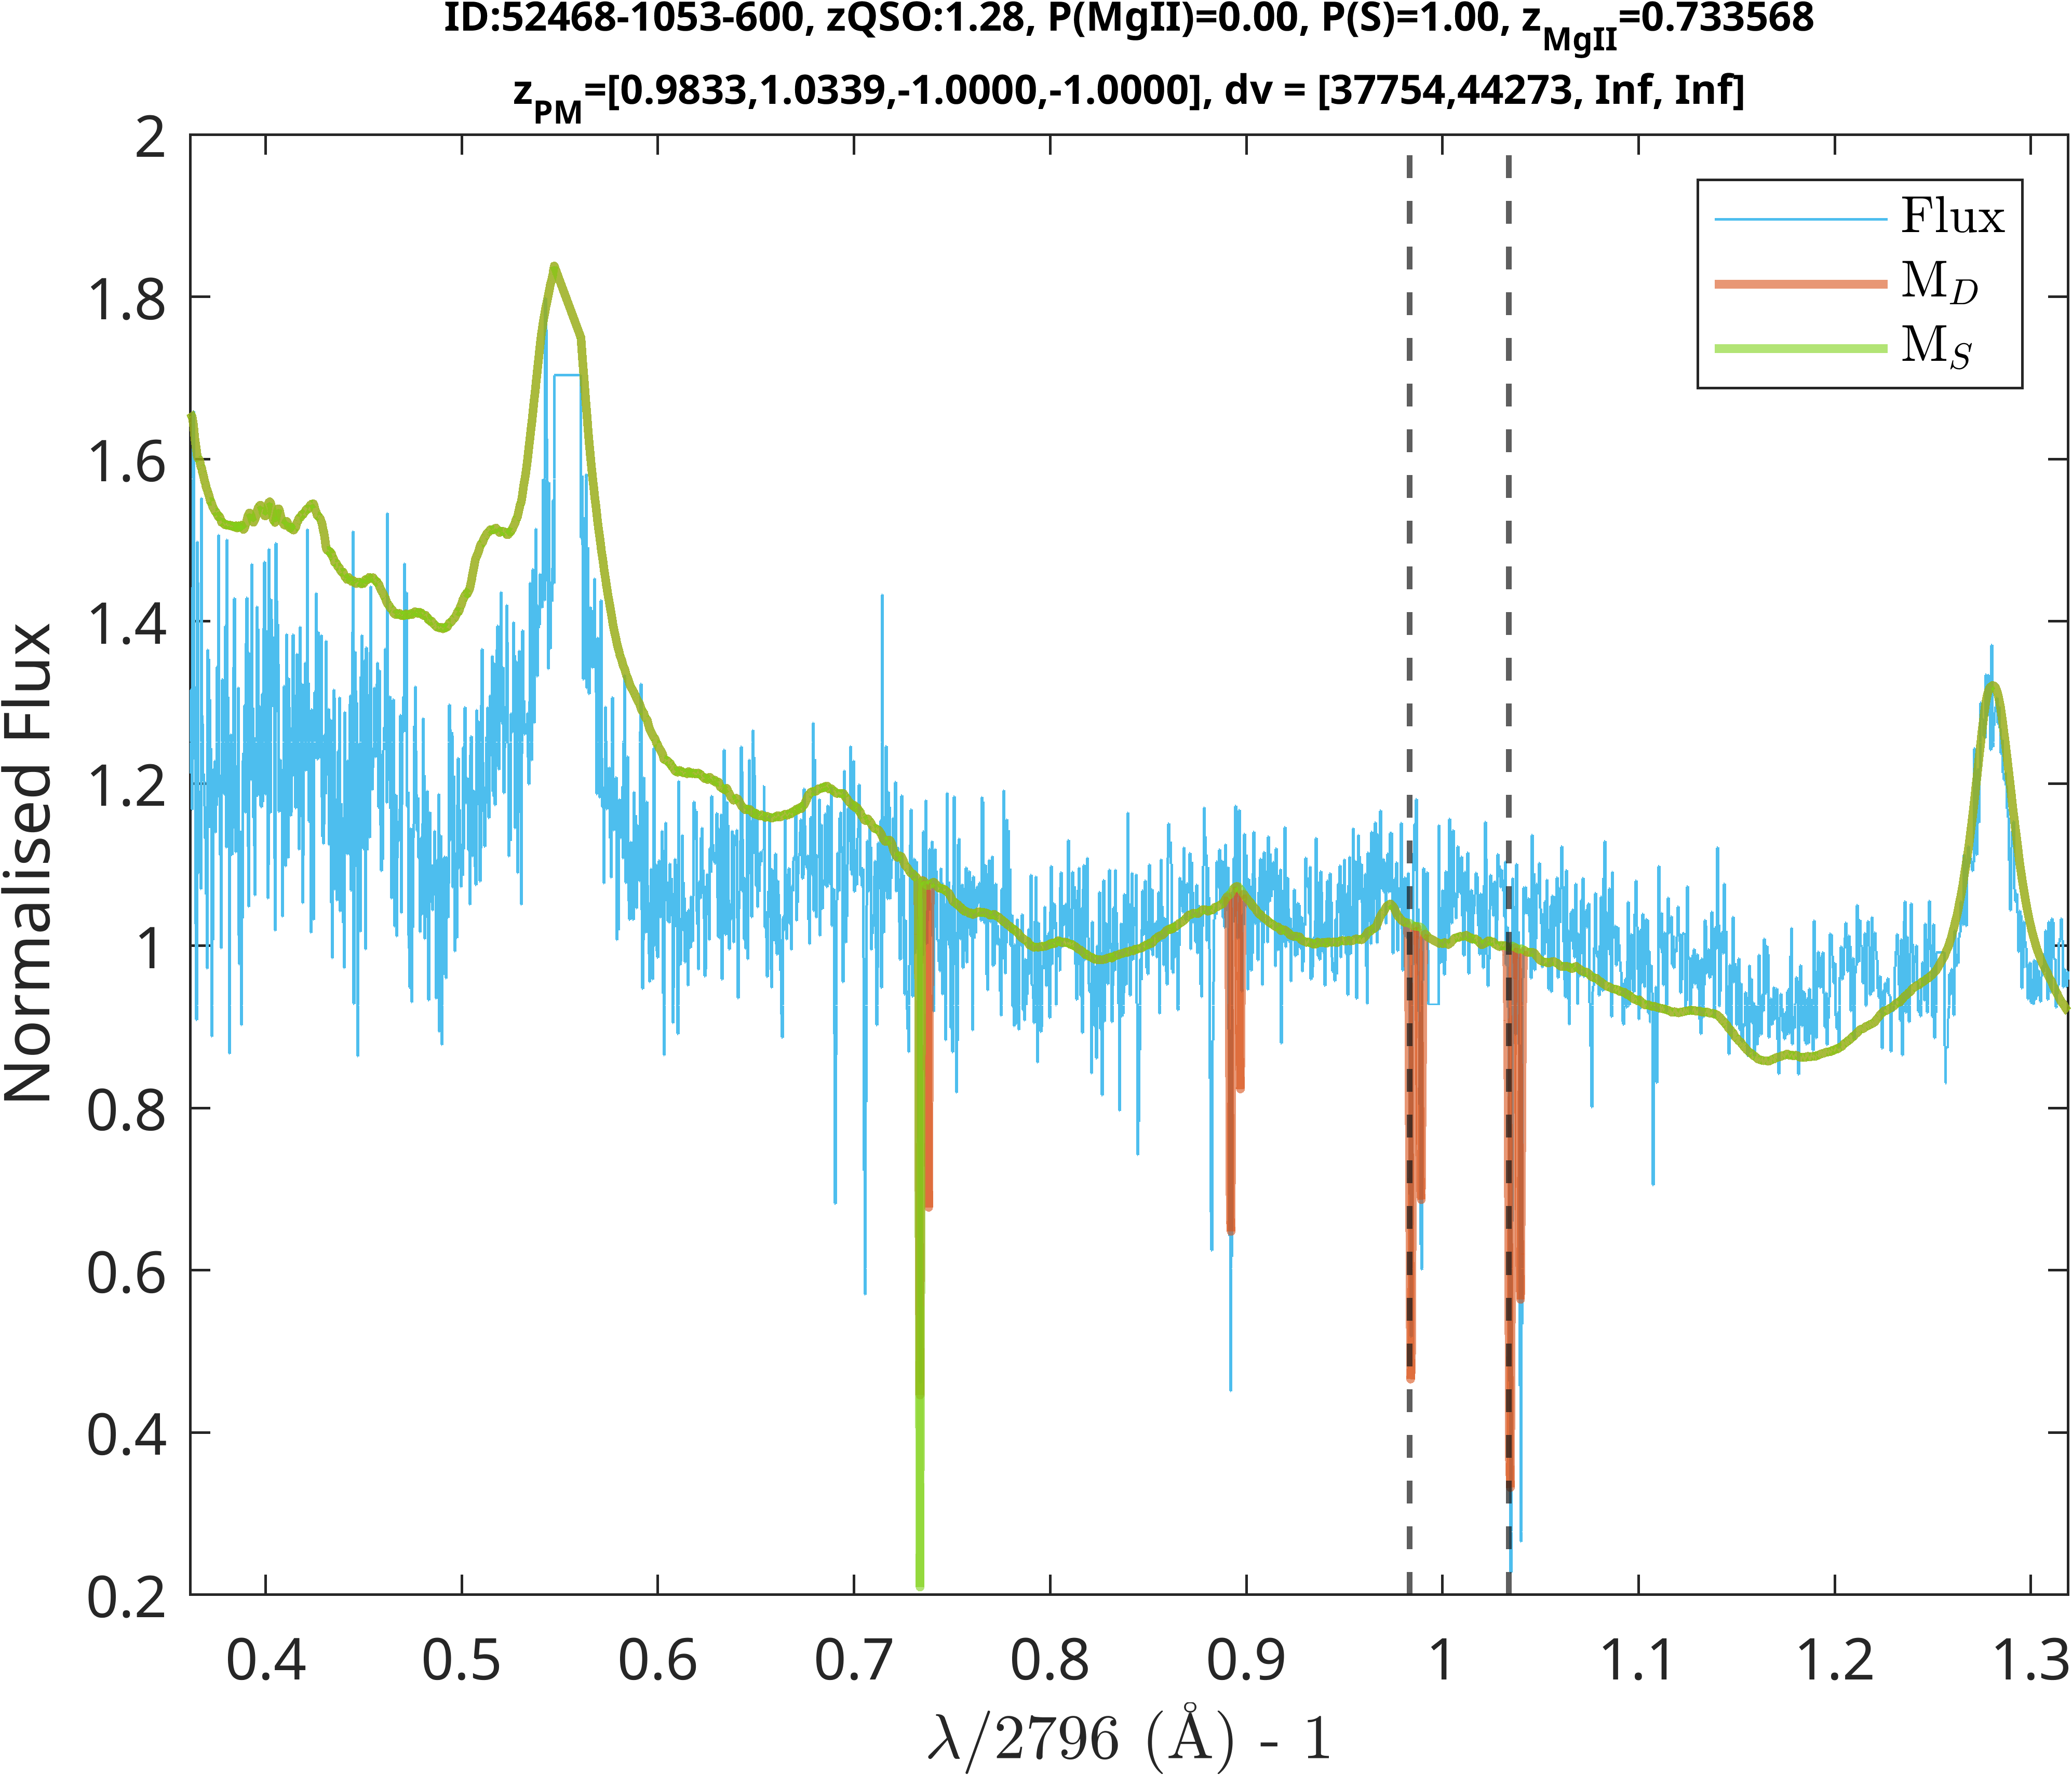 ID:52468-1053-600, zQSO:1.28, P(MgII)=0.00, P(S)=1.00, zMgII=0.733568
zPM=[0.9833,1.0339,-1.0000,-1.0000], dv = [37754,44273, Inf, Inf]
Normalised Flux
2
1.8
1.6
1.4
1.2
1
0.8
0.6
0.4
0.2
Flux
MD
MS
0.4 0.5 0.6 0.7 0.8 0.9 1 1.1 1.2 1.3
λ/2796 (Å) - 1